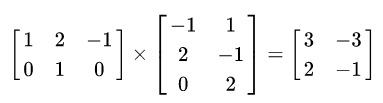 [1 2 −1; 0 1 0] × [−1 1; 2 −1; 0 2] = [3 −3; 2 −1]